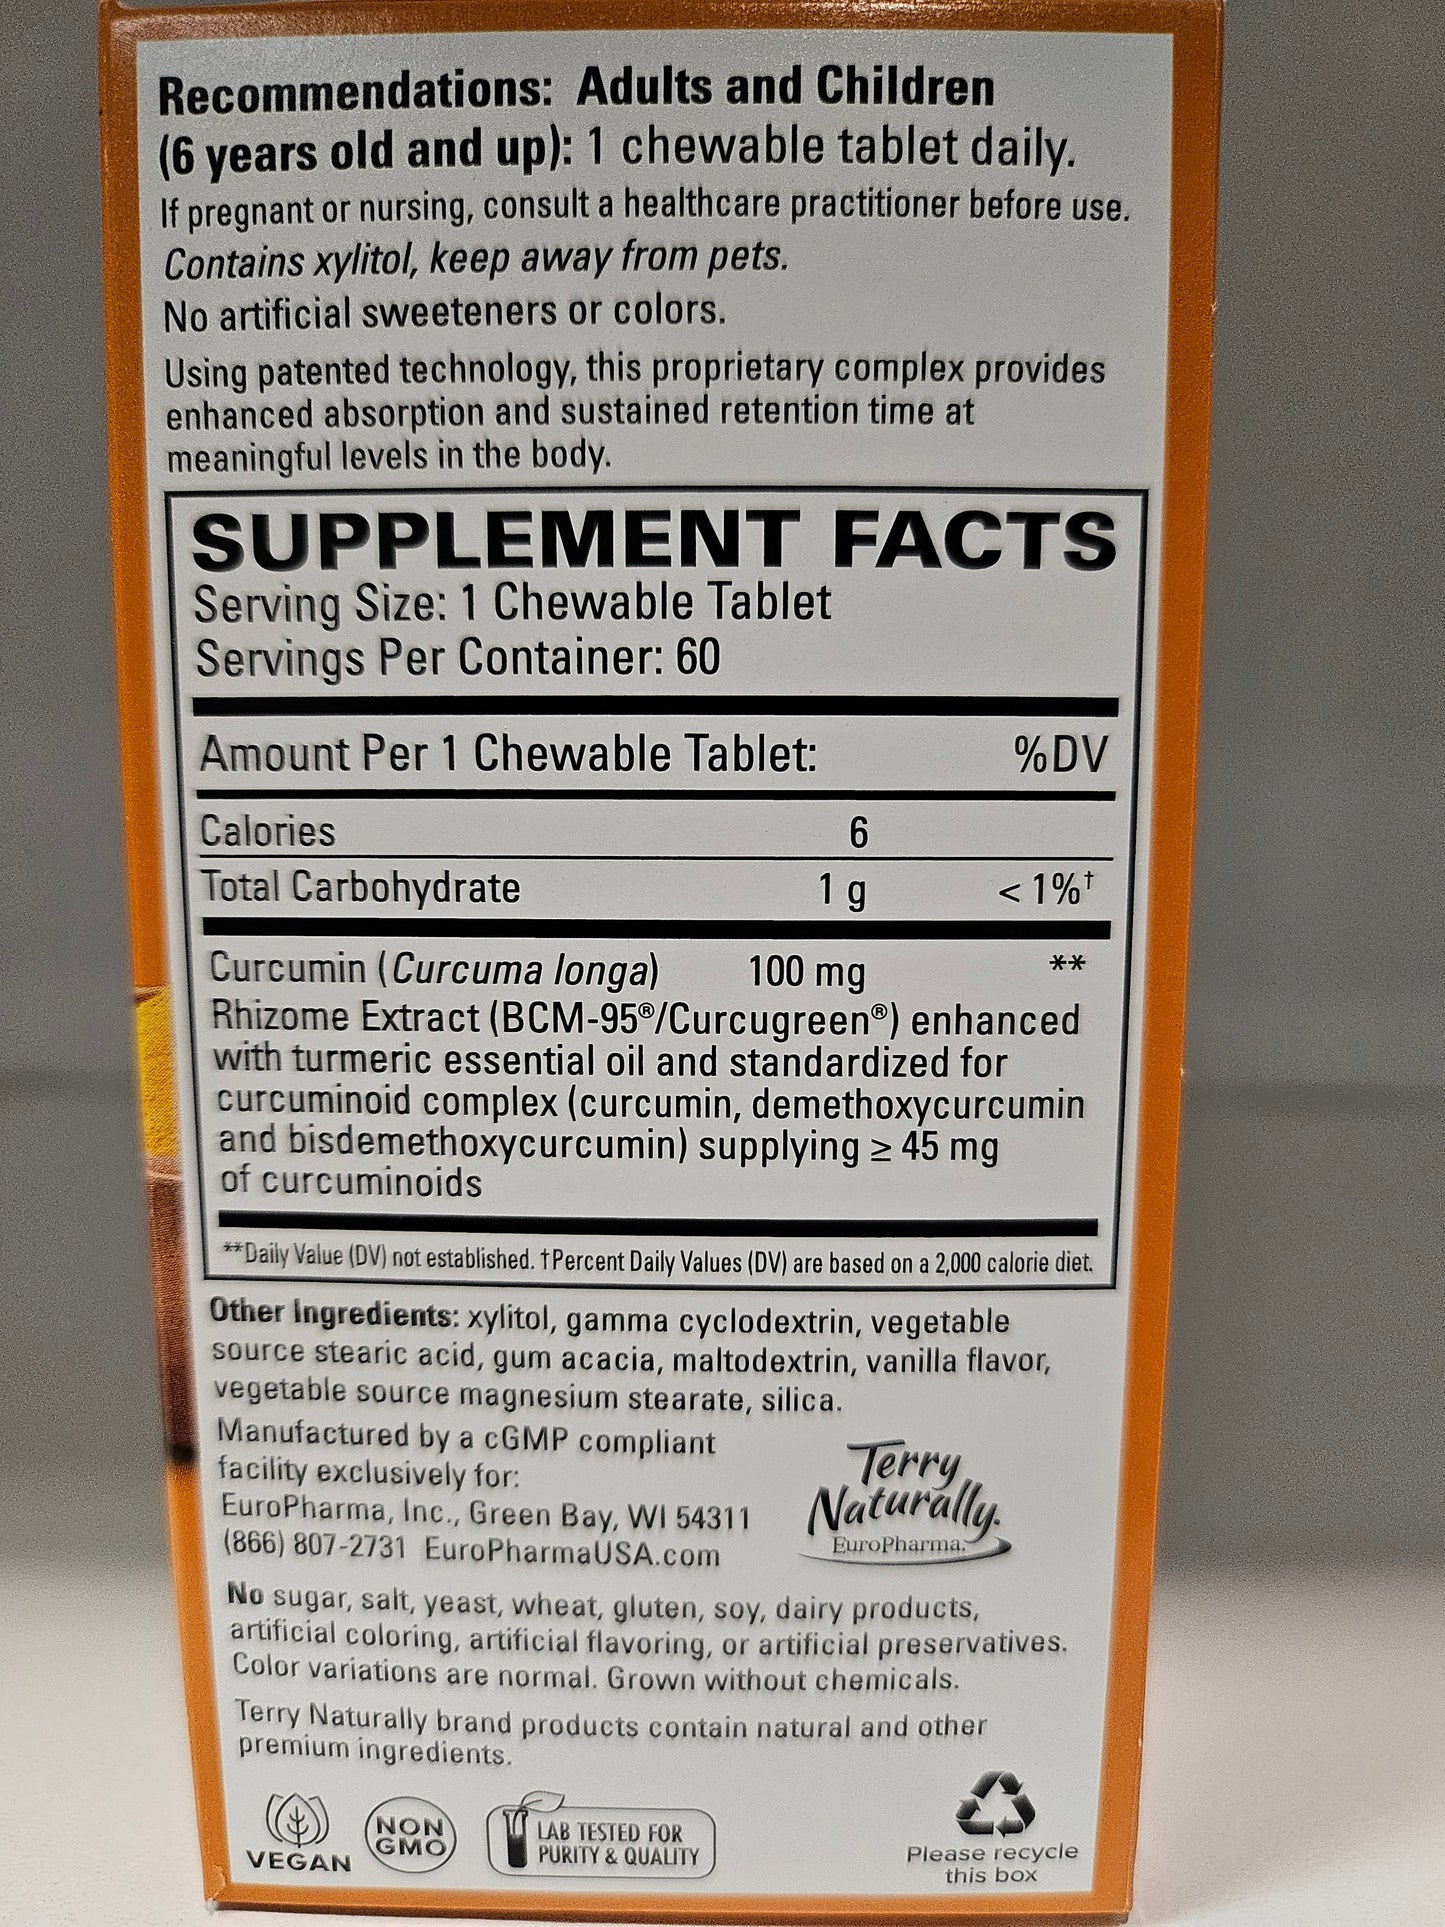 Recommendations: Adults and Children
(6 years old and up): 1 chewable tablet daily.
If pregnant or nursing, consult a healthcare practitioner before use.
Contains xylitol, keep away from pets.
No artificial sweeteners or colors.
Using patented technology, this proprietary complex provides
enhanced absorption and sustained retention time at
meaningful levels in the body.
SUPPLEMENT FACTS
Serving Size: 1 Chewable Tablet
Servings Per Container: 60
Amount Per 1 Chewable Tablet: %DV
Calories 6
Total Carbohydrate 1 g < 1%†
Curcumin (Curcuma longa) 100 mg **
Rhizome Extract (BCM-95®/Curcugreen®) enhanced
with turmeric essential oil and standardized for
curcuminoid complex (curcumin, demethoxycurcumin
and bisdemethoxycurcumin) supplying ≥ 45 mg
of curcuminoids
**Daily Value (DV) not established. †Percent Daily Values (DV) are based on a 2,000 calorie diet.
Other Ingredients: xylitol, gamma cyclodextrin, vegetable
source stearic acid, gum acacia, maltodextrin, vanilla flavor,
vegetable source magnesium stearate, silica.
Manufactured by a cGMP compliant
facility exclusively for:
EuroPharma, Inc., Green Bay, WI 54311
(866) 807-2731 EuroPharmaUSA.com
Terry
Naturally.
EuroPharma.
No sugar, salt, yeast, wheat, gluten, soy, dairy products,
artificial coloring, artificial flavoring, or artificial preservatives.
Color variations are normal. Grown without chemicals.
Terry Naturally brand products contain natural and other
premium ingredients.
VEGAN
NON
GMO
LAB TESTED FOR
PURITY & QUALITY
Please recycle
this box